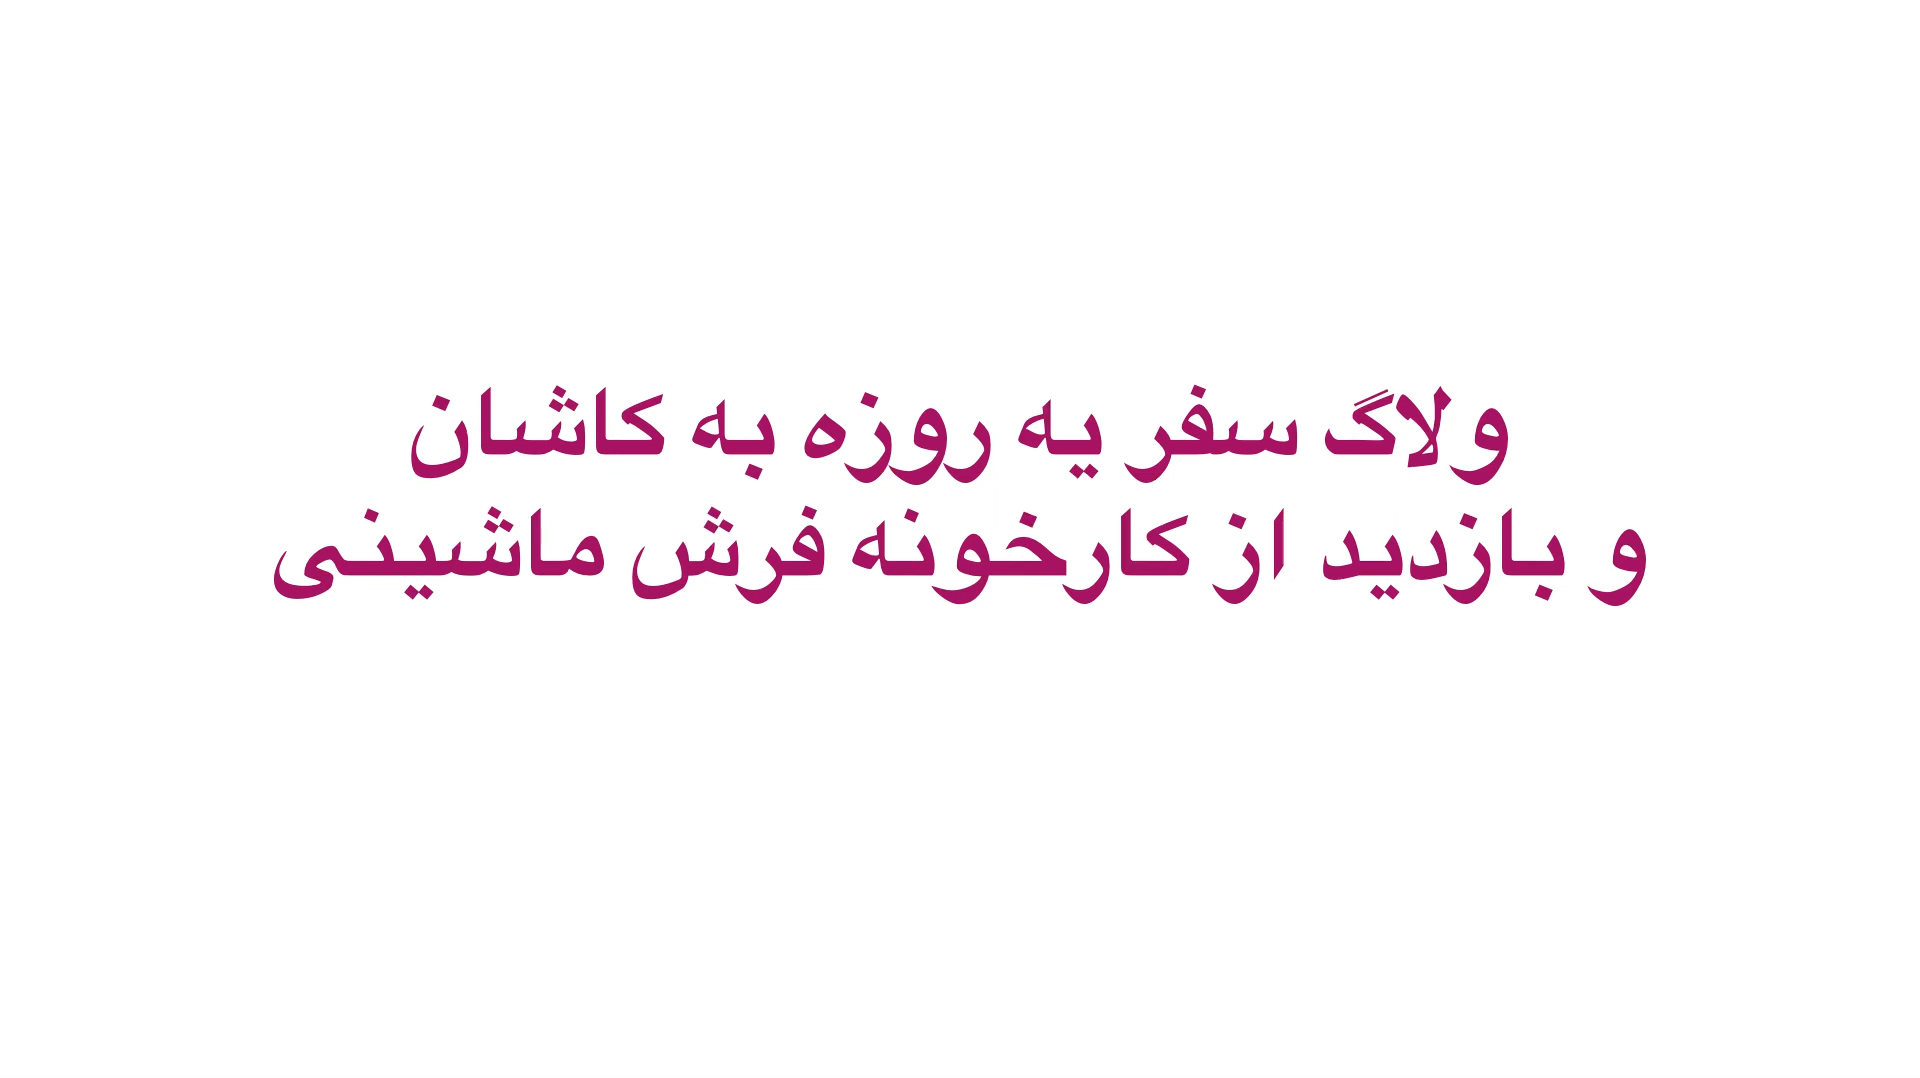 ولاگ سفر یه روزه به کاشان
و بازدید از کارخونه فرش ماشینی